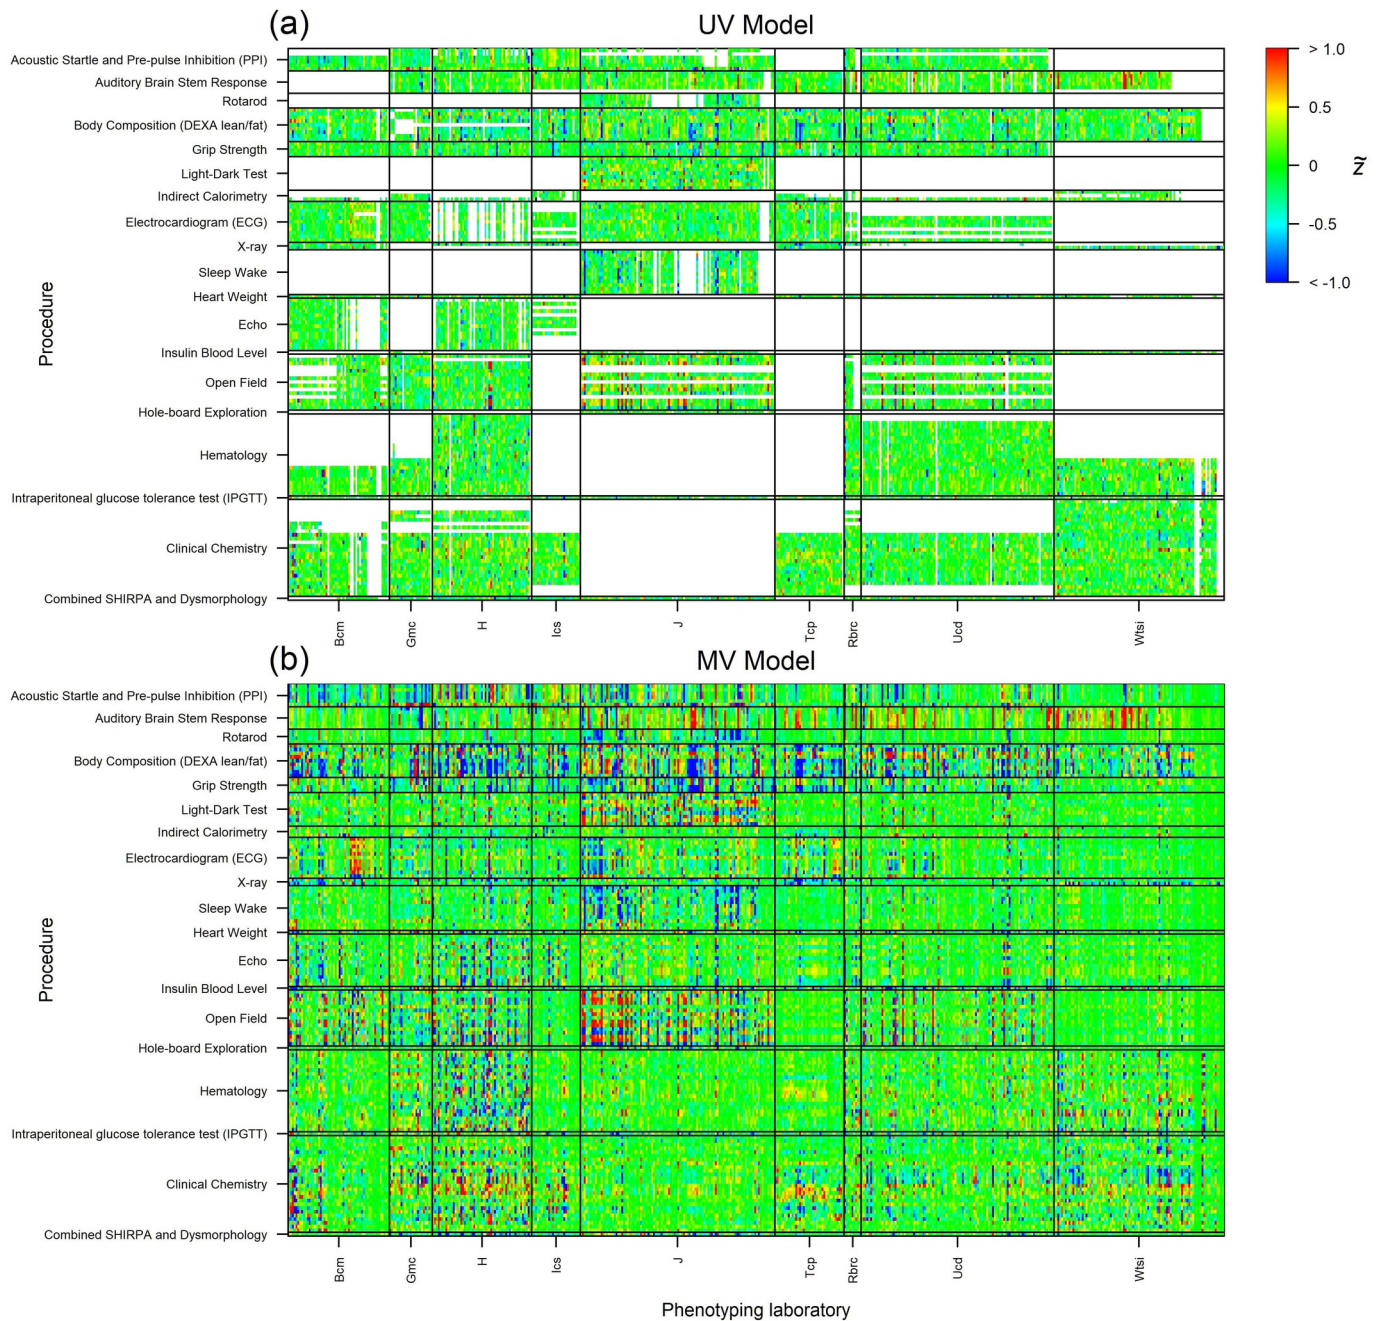 (a)
UV Model
Acoustic Startle and Pre-pulse Inhibition (PPI)
Auditory Brain Stem Response
Rotarod
Body Composition (DEXA lean/fat)
Grip Strength
Light-Dark Test
Indirect Calorimetry
Electrocardiogram (ECG)
X-ray
Sleep Wake
Heart Weight
Echo
Insulin Blood Level
Open Field
Hole-board Exploration
Hematology
Intraperitoneal glucose tolerance test (IPGTT)
Clinical Chemistry
Combined SHIRPA and Dysmorphology
Procedure
Bcm
Gmc
H
Ics
J
Tcp
Rbrc
Ucd
Wtsi
> 1.0
0.5
0
-0.5
< -1.0
z̃
(b)
MV Model
Acoustic Startle and Pre-pulse Inhibition (PPI)
Auditory Brain Stem Response
Rotarod
Body Composition (DEXA lean/fat)
Grip Strength
Light-Dark Test
Indirect Calorimetry
Electrocardiogram (ECG)
X-ray
Sleep Wake
Heart Weight
Echo
Insulin Blood Level
Open Field
Hole-board Exploration
Hematology
Intraperitoneal glucose tolerance test (IPGTT)
Clinical Chemistry
Combined SHIRPA and Dysmorphology
Procedure
Bcm
Gmc
H
Ics
J
Tcp
Rbrc
Ucd
Wtsi
Phenotyping laboratory